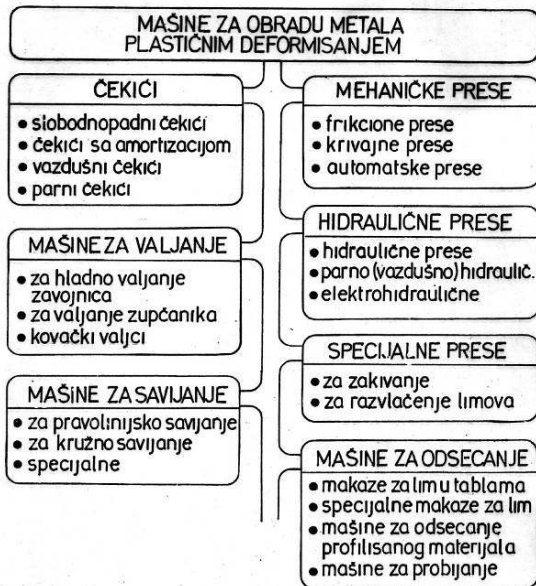 MAŠINE ZA OBRADU METALA
PLASTIČNIM DEFORMISANJEM
ČEKIĆI
• slobodnopadni čekići
• čekići sa amortizacijom
• vazdušni čekići
• parni čekići
MAŠINE ZA VALJANJE
• za hladno valjanje
zavojnica
• za valjanje zupčanika
• kovački valjci
MAŠINE ZA SAVIJANJE
• za pravolinijsko savijanje
• za kružno savijanje
• specijalne
MEHANIČKE PRESE
• frikcione prese
• krivajne prese
• automatske prese
HIDRAULIČNE PRESE
• hidraulične prese
• parno (vazdušno) hidraulič.
• elektrohidraulične
SPECIJALNE PRESE
• za zakivanje
• za razvlačenje limova
MAŠINE ZA ODSECANJE
• makaze za lim u tablama
• specijalne makaze za lim
• mašine za odsecanje
profilisanog materijala
• mašine za probijanje